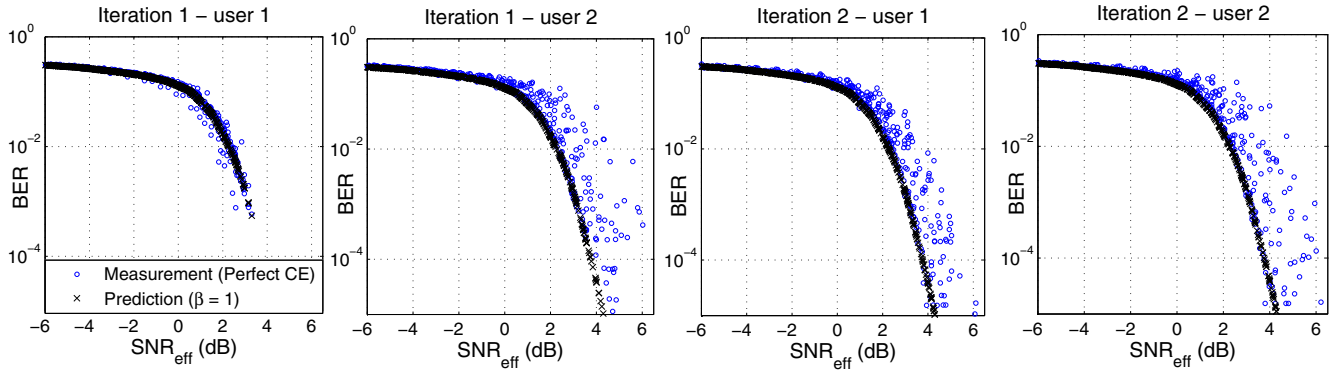 Iteration 1 – user 1
10^0
10^−2
10^−4
BER
−6 −4 −2 0 2 4 6
SNR_eff (dB)
Measurement (Perfect CE)
Prediction (β = 1)
Iteration 1 – user 2
10^0
10^−2
10^−4
BER
−6 −4 −2 0 2 4 6
SNR_eff (dB)
Iteration 2 – user 1
10^0
10^−2
10^−4
BER
−6 −4 −2 0 2 4 6
SNR_eff (dB)
Iteration 2 – user 2
10^0
10^−2
10^−4
BER
−6 −4 −2 0 2 4 6
SNR_eff (dB)